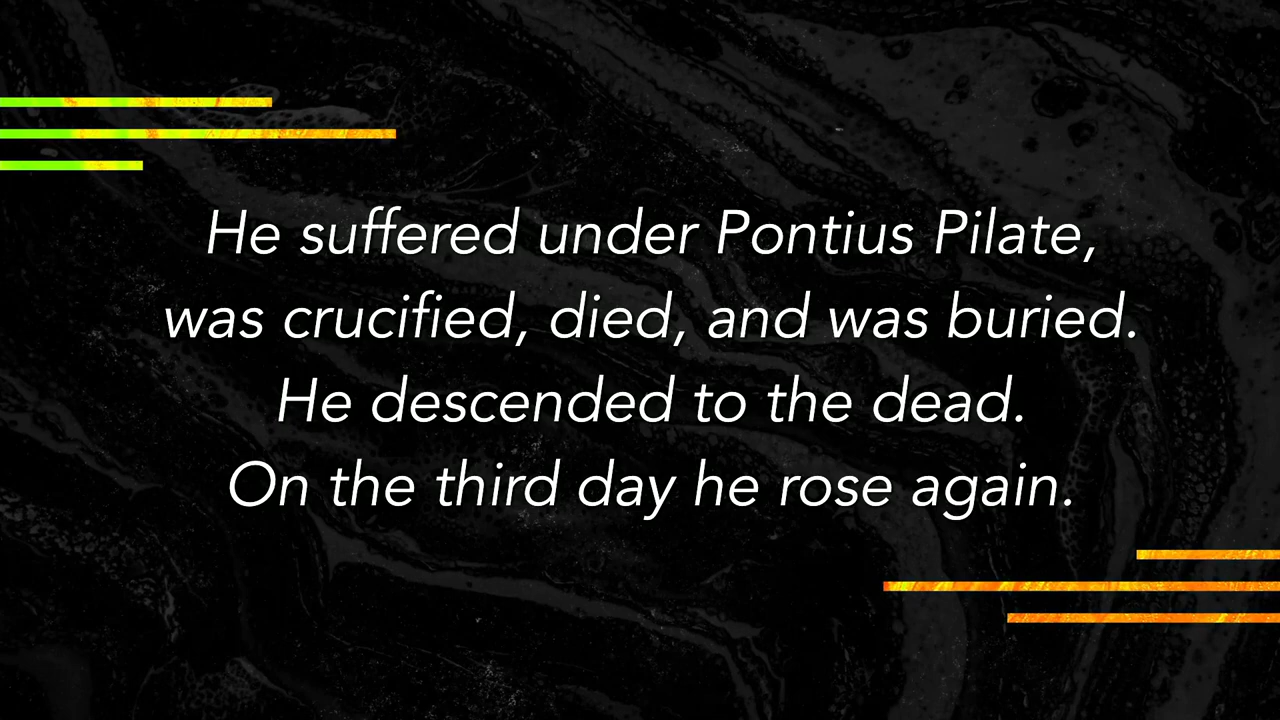 He suffered under Pontius Pilate,
was crucified, died, and was buried.
He descended to the dead.
On the third day he rose again.